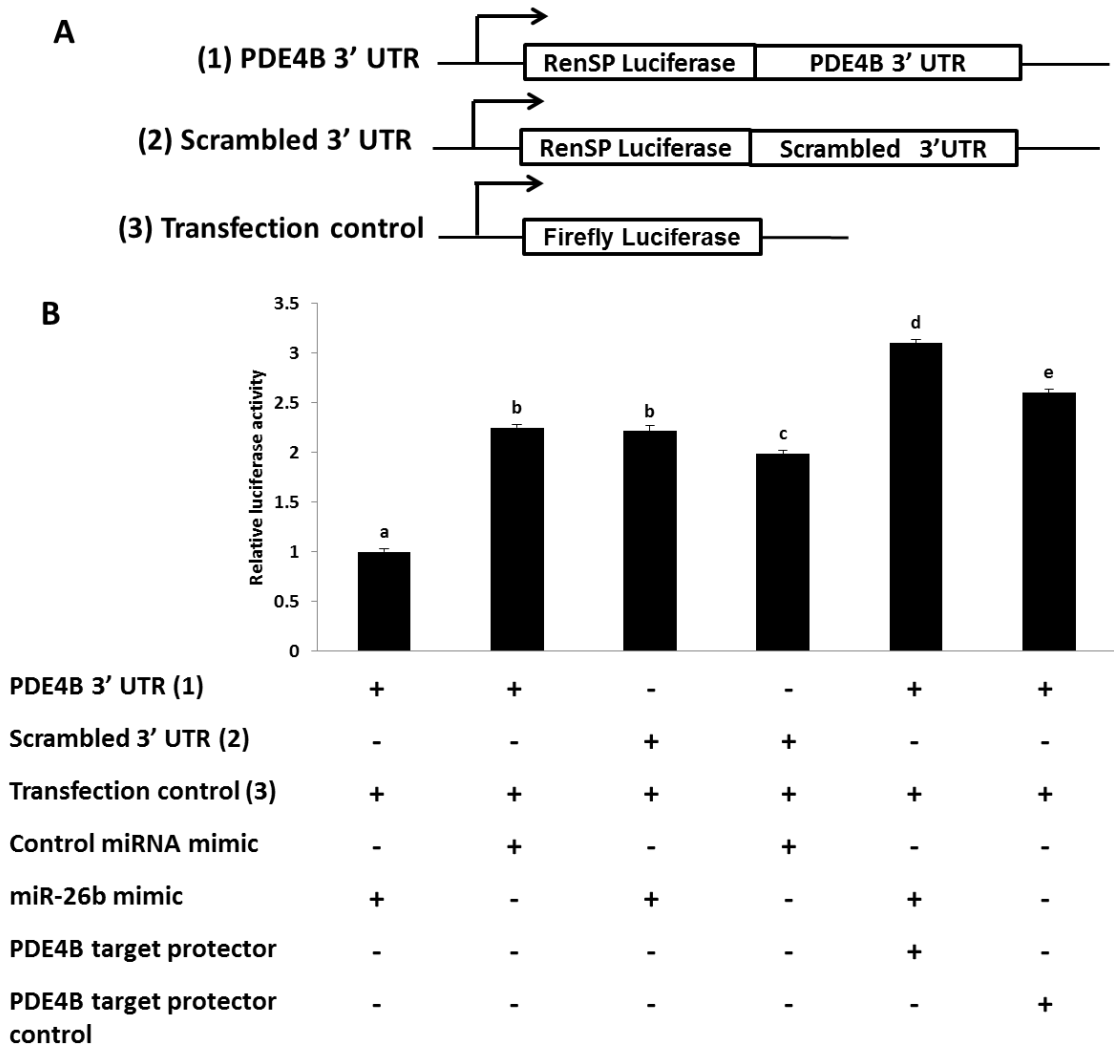 A
(1) PDE4B 3’ UTR
RenSP Luciferase
PDE4B 3’ UTR
(2) Scrambled 3’ UTR
RenSP Luciferase
Scrambled 3’UTR
(3) Transfection control
Firefly Luciferase
B
Relative luciferase activity
3.5
3
2.5
2
1.5
1
0.5
0
a
b
b
c
d
e
PDE4B 3’ UTR (1) + + - - + +
Scrambled 3’ UTR (2) - - + + - -
Transfection control (3) + + + + + +
Control miRNA mimic - + - + - -
miR-26b mimic + - + - + -
PDE4B target protector - - - - + -
PDE4B target protector - - - - - +
control